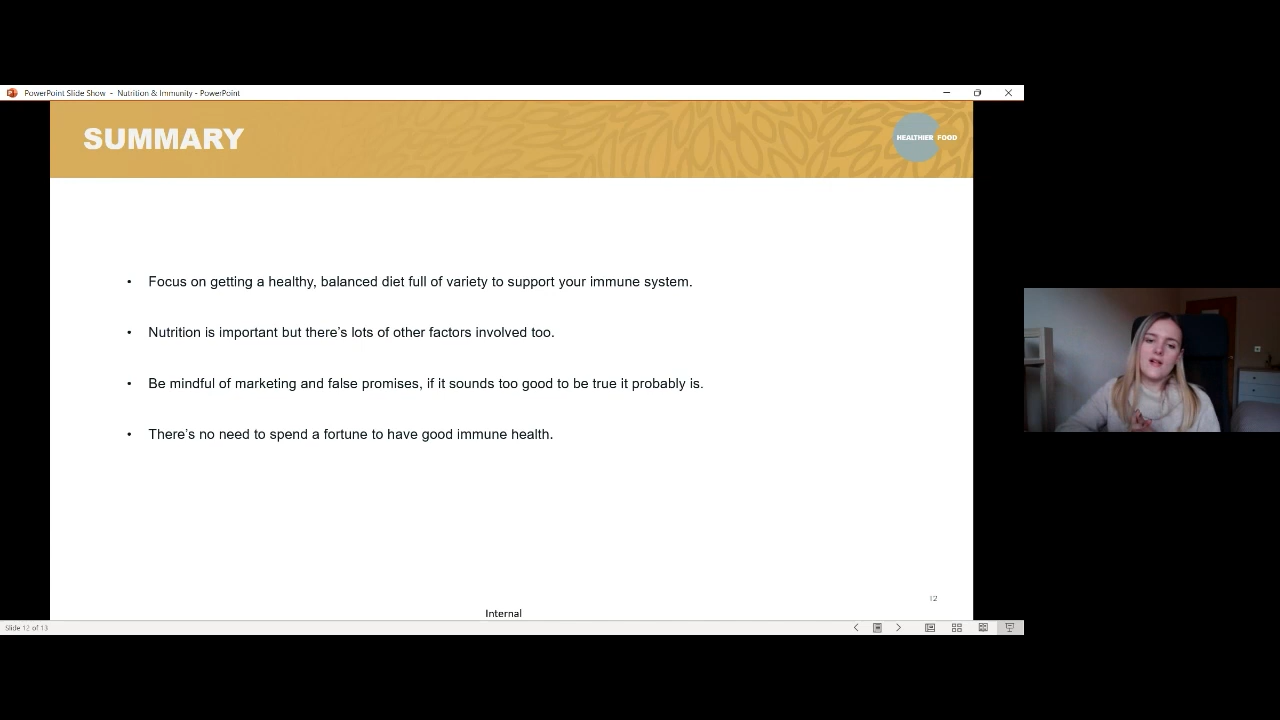 PowerPoint Slide Show - Nutrition & Immunity - PowerPoint
SUMMARY
HEALTHIER FOOD
• Focus on getting a healthy, balanced diet full of variety to support your immune system.
• Nutrition is important but there’s lots of other factors involved too.
• Be mindful of marketing and false promises, if it sounds too good to be true it probably is.
• There’s no need to spend a fortune to have good immune health.
12
Internal
Slide 12 of 13